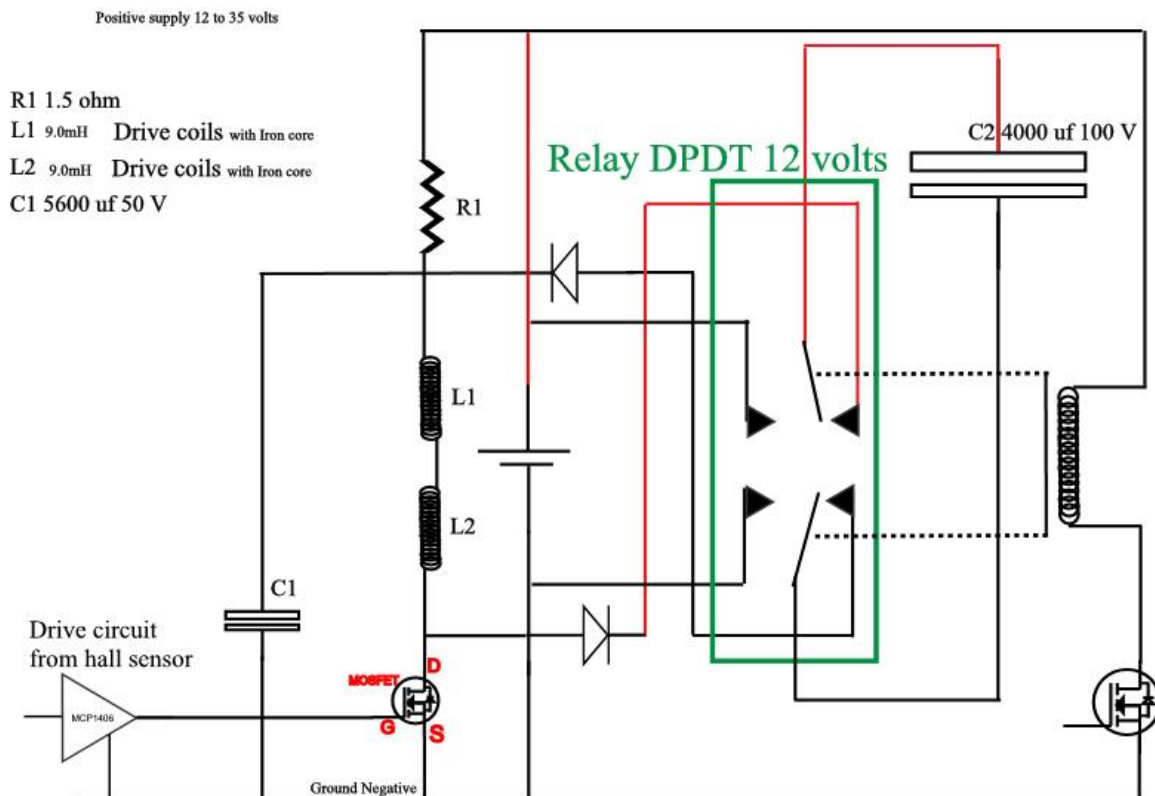 Positive supply 12 to 35 volts
R1 1.5 ohm
L1 9.0mH Drive coils with Iron core
L2 9.0mH Drive coils with Iron core
C1 5600 uf 50 V
C2 4000 uf 100 V
Relay DPDT 12 volts
R1
L1
L2
C1
Drive circuit
from hall sensor
MCP1406
MOSFET
D
G
S
Ground Negative